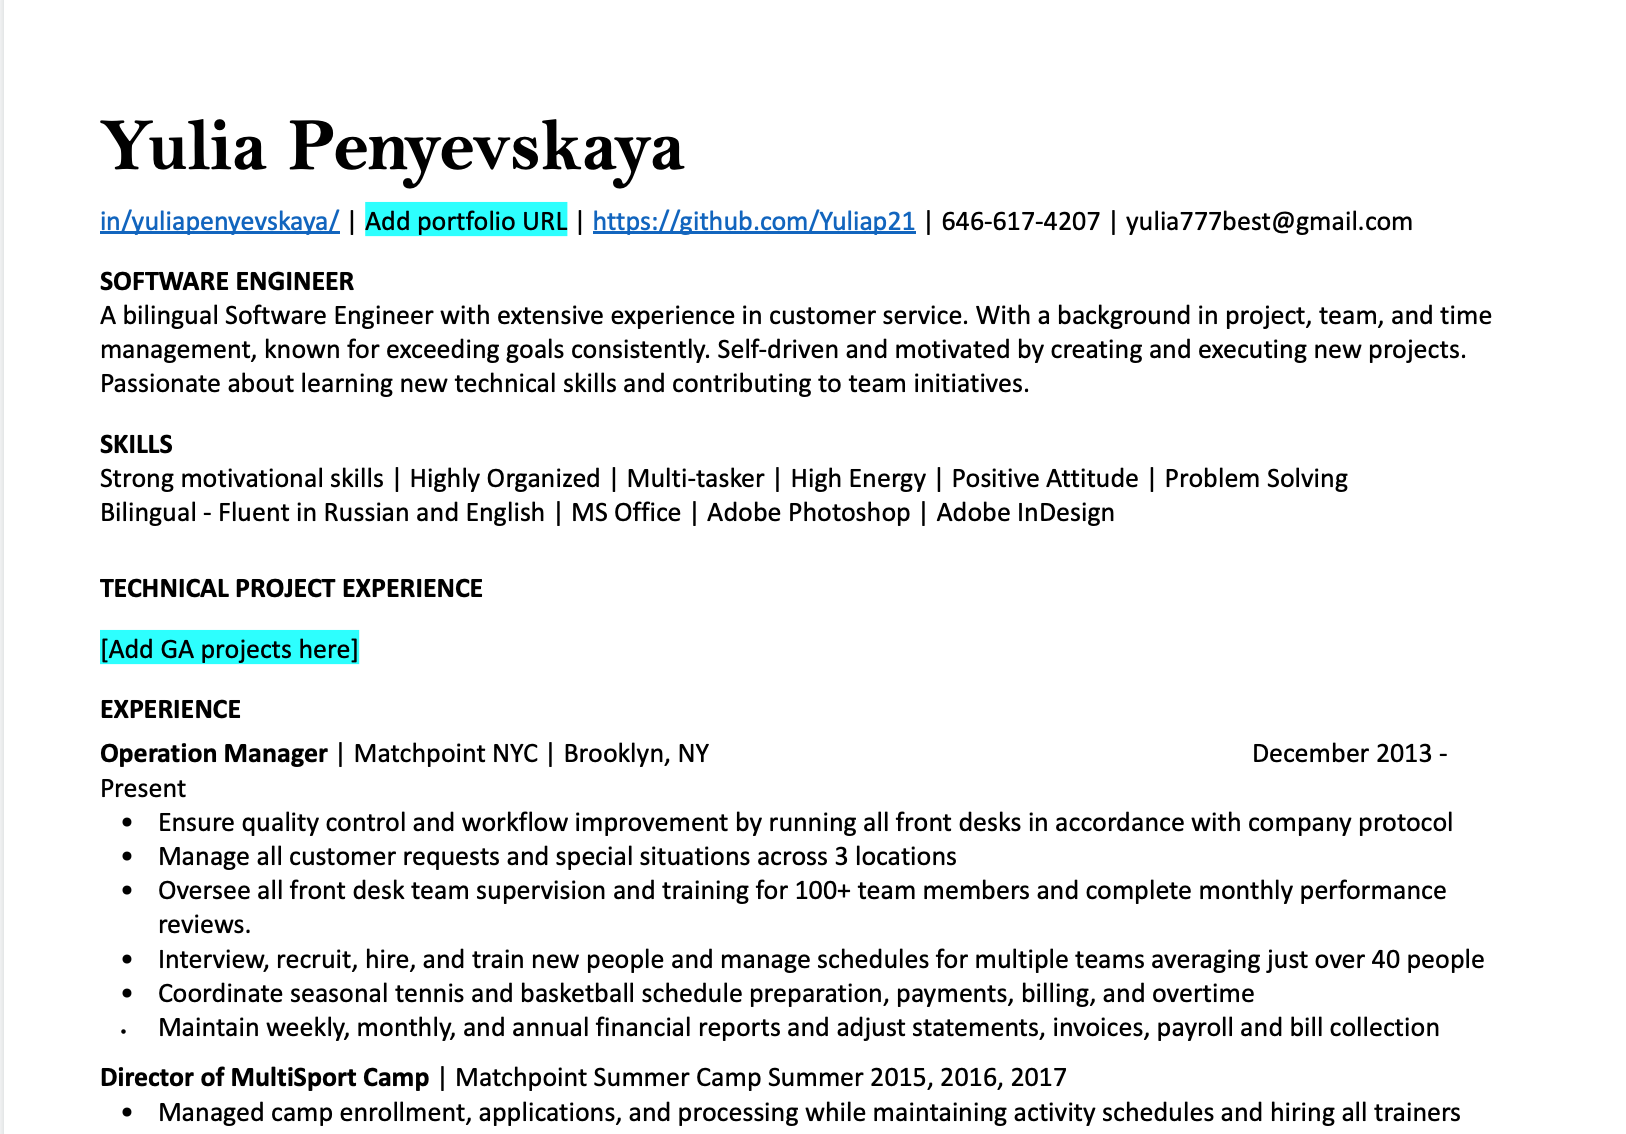 Yulia Penyevskaya
in/yuliapenyevskaya/ | Add portfolio URL | https://github.com/Yuliap21 | 646-617-4207 | yulia777best@gmail.com
SOFTWARE ENGINEER
A bilingual Software Engineer with extensive experience in customer service. With a background in project, team, and time
management, known for exceeding goals consistently. Self-driven and motivated by creating and executing new projects.
Passionate about learning new technical skills and contributing to team initiatives.
SKILLS
Strong motivational skills | Highly Organized | Multi-tasker | High Energy | Positive Attitude | Problem Solving
Bilingual - Fluent in Russian and English | MS Office | Adobe Photoshop | Adobe InDesign
TECHNICAL PROJECT EXPERIENCE
[Add GA projects here]
EXPERIENCE
Operation Manager | Matchpoint NYC | Brooklyn, NY December 2013 -
Present
• Ensure quality control and workflow improvement by running all front desks in accordance with company protocol
• Manage all customer requests and special situations across 3 locations
• Oversee all front desk team supervision and training for 100+ team members and complete monthly performance
reviews.
• Interview, recruit, hire, and train new people and manage schedules for multiple teams averaging just over 40 people
• Coordinate seasonal tennis and basketball schedule preparation, payments, billing, and overtime
• Maintain weekly, monthly, and annual financial reports and adjust statements, invoices, payroll and bill collection
Director of MultiSport Camp | Matchpoint Summer Camp Summer 2015, 2016, 2017
• Managed camp enrollment, applications, and processing while maintaining activity schedules and hiring all trainers